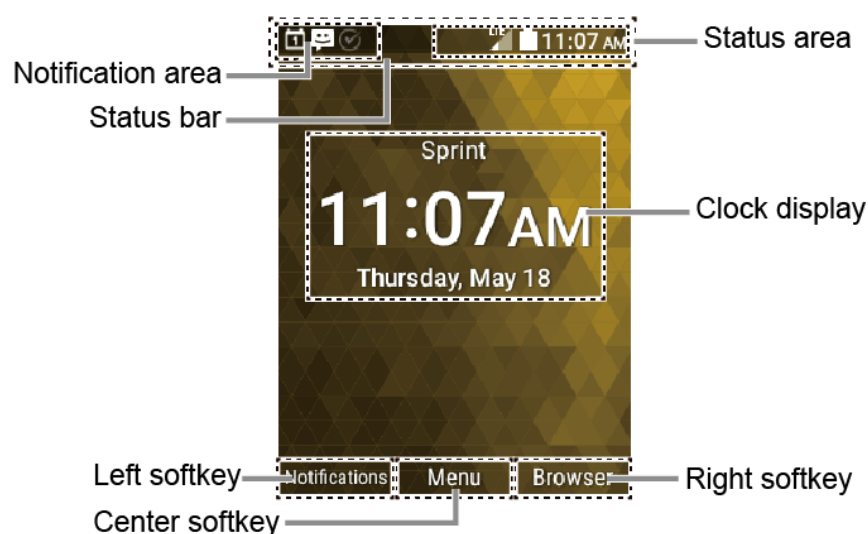 LTE 11:07 AM
Status area
Notification area
Status bar
Sprint
11:07AM
Clock display
Thursday, May 18
Left softkey
Notifications
Menu
Browser
Right softkey
Center softkey